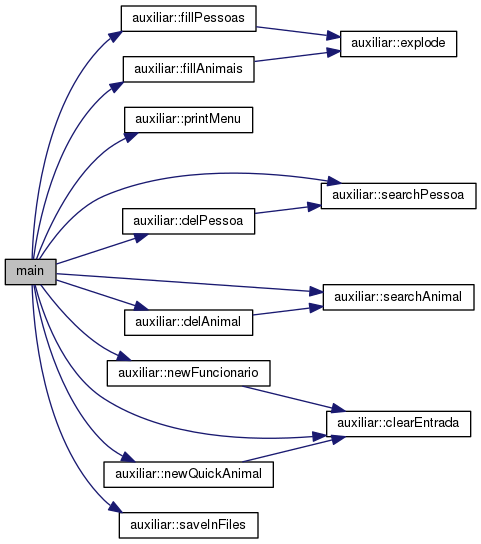 auxiliar::fillPessoas
auxiliar::explode
auxiliar::fillAnimais
auxiliar::printMenu
auxiliar::searchPessoa
auxiliar::delPessoa
main
auxiliar::searchAnimal
auxiliar::delAnimal
auxiliar::newFuncionario
auxiliar::clearEntrada
auxiliar::newQuickAnimal
auxiliar::saveInFiles